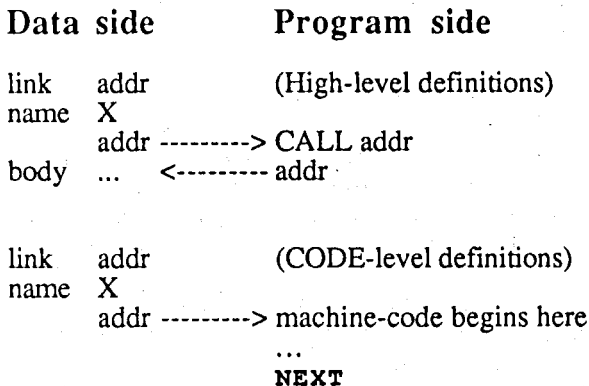 Data side Program side
link addr (High-level definitions)
name X
addr ---------> CALL addr
body ... <--------- addr
link addr (CODE-level definitions)
name X
addr ---------> machine-code begins here
...
NEXT